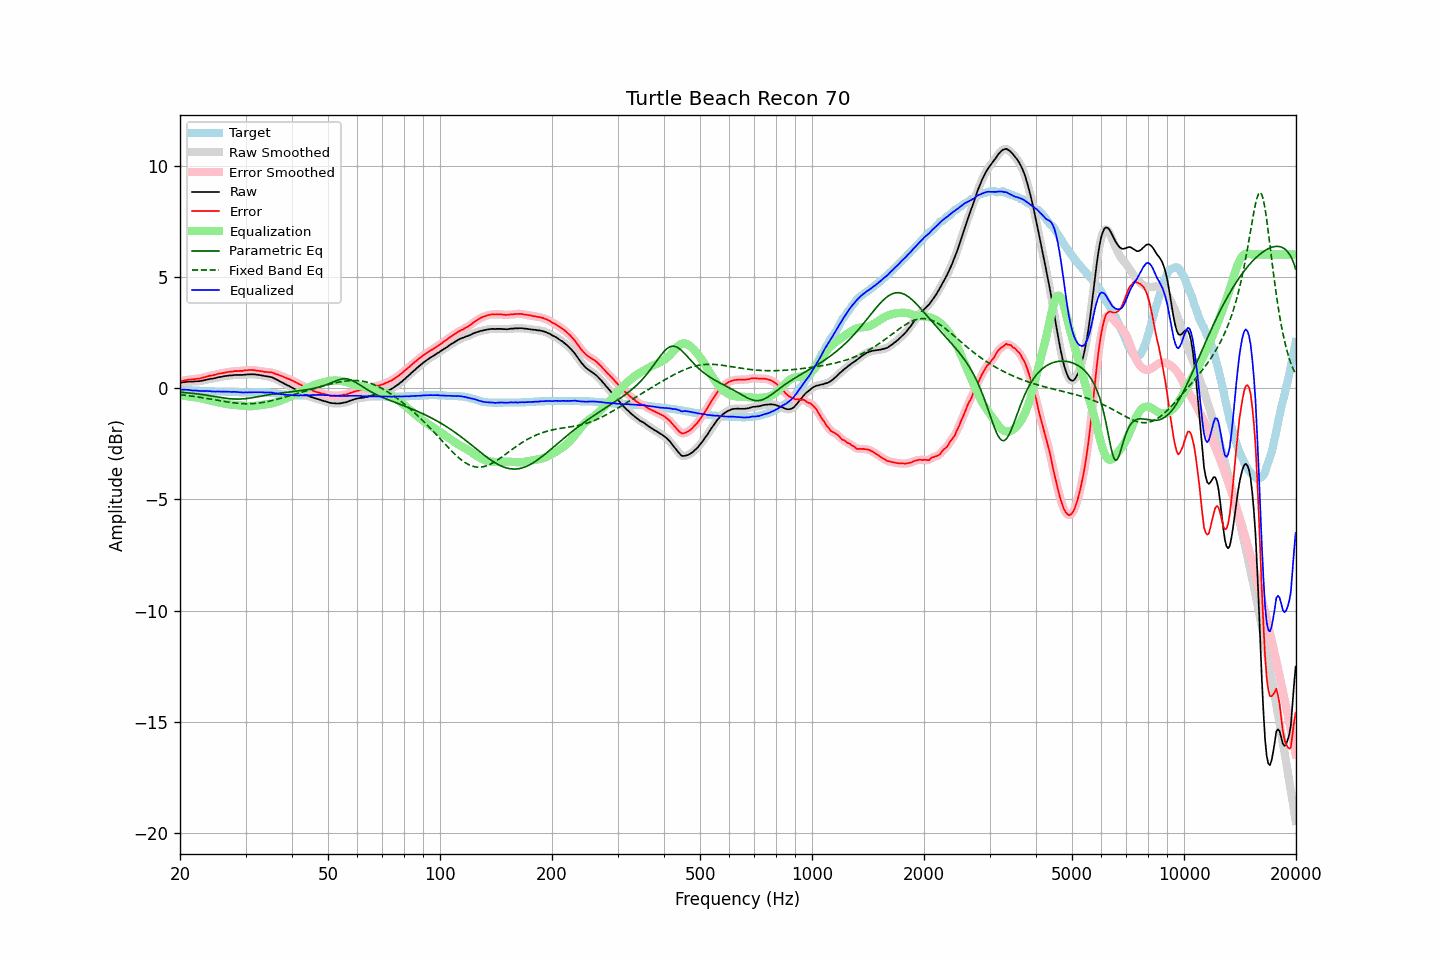 Turtle Beach Recon 70
Target
Raw Smoothed
Error Smoothed
Raw
Error
Equalization
Parametric Eq
Fixed Band Eq
Equalized
Amplitude (dBr)
10
5
0
−5
−10
−15
−20
20
50
100
200
500
1000
2000
5000
10000
20000
Frequency (Hz)